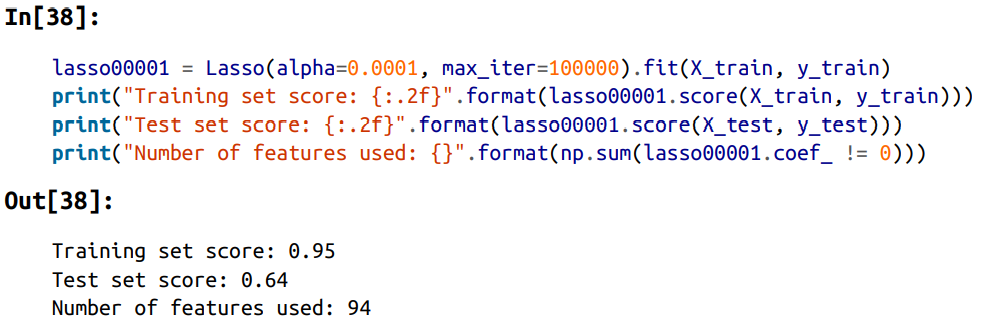 In[38]:
lasso00001 = Lasso(alpha=0.0001, max_iter=100000).fit(X_train, y_train)
print("Training set score: {:.2f}".format(lasso00001.score(X_train, y_train)))
print("Test set score: {:.2f}".format(lasso00001.score(X_test, y_test)))
print("Number of features used: {}".format(np.sum(lasso00001.coef_ != 0)))
Out[38]:
Training set score: 0.95
Test set score: 0.64
Number of features used: 94